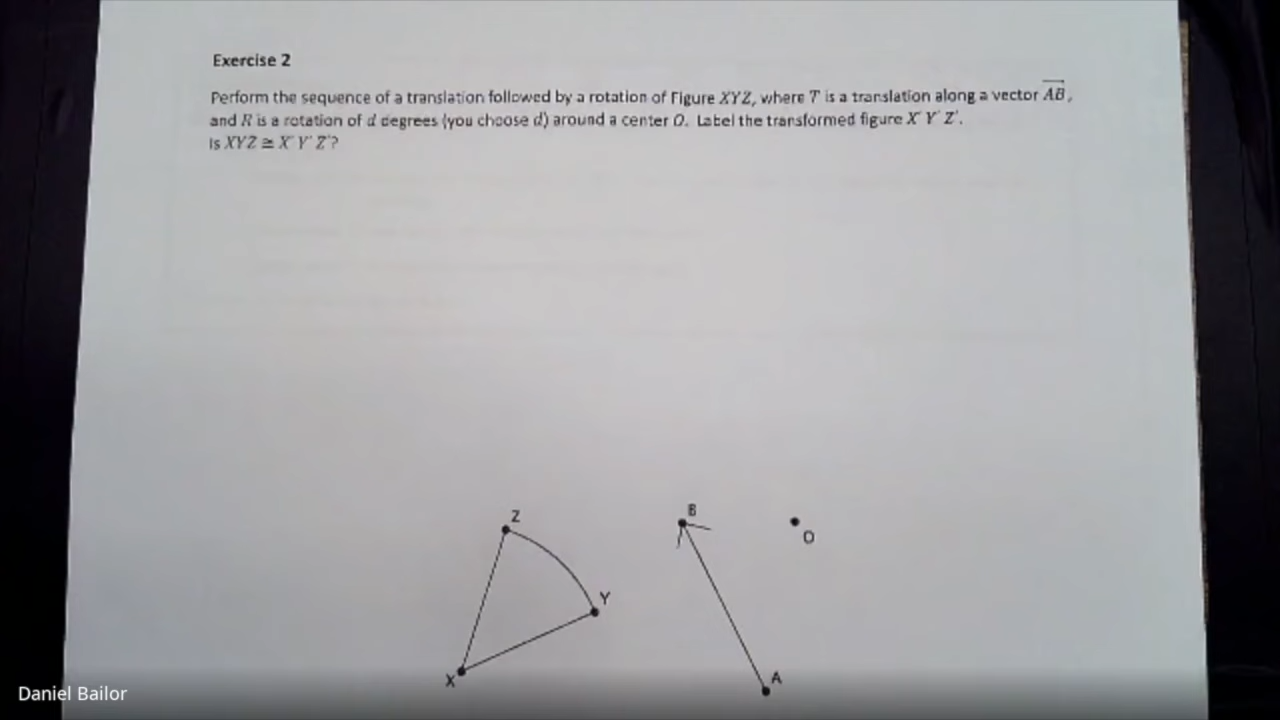 Exercise 2
Perform the sequence of a translation followed by a rotation of Figure XYZ, where T is a translation along a vector AB,
and R is a rotation of d degrees (you choose d) around a center O. Label the transformed figure X' Y' Z'.
Is XYZ ≅ X' Y' Z'?
Z
B
O
Y
X
A
Daniel Bailor